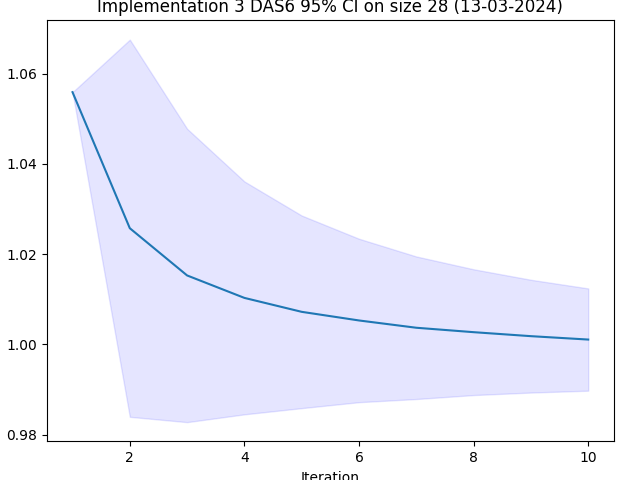 Implementation 3 DAS6 95% CI on size 28 (13-03-2024)
1.06
1.04
1.02
1.00
0.98
2 4 6 8 10
Iteration